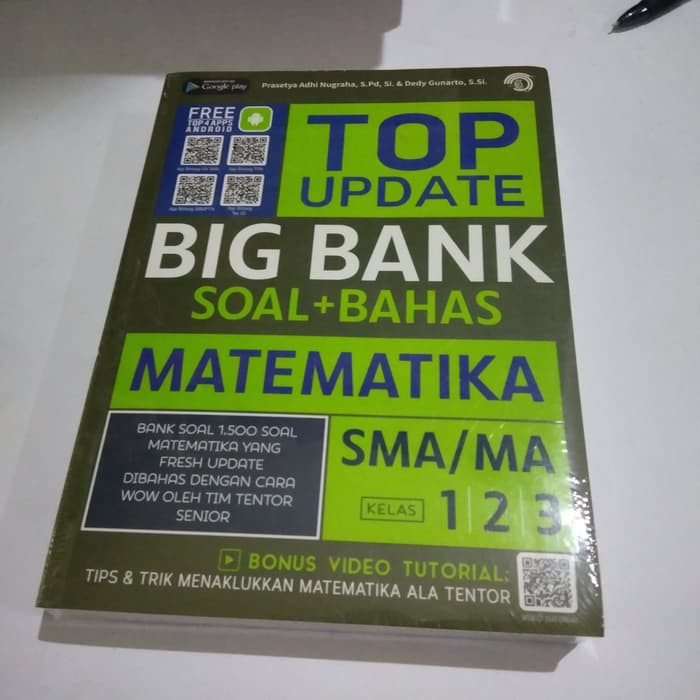 Google play
Prasetya Adhi Nugraha, S.Pd, Si. & Dedy Gunarto, S.Si.
FREE
TOP 4 APPS
ANDROID
TOP
UPDATE
BIG BANK
SOAL+BAHAS
MATEMATIKA
BANK SOAL 1.500 SOAL
MATEMATIKA YANG
FRESH UPDATE
DIBAHAS DENGAN CARA
WOW OLEH TIM TENTOR
SENIOR
SMA/MA
KELAS 1|2|3
BONUS VIDEO TUTORIAL:
TIPS & TRIK MENAKLUKKAN MATEMATIKA ALA TENTOR